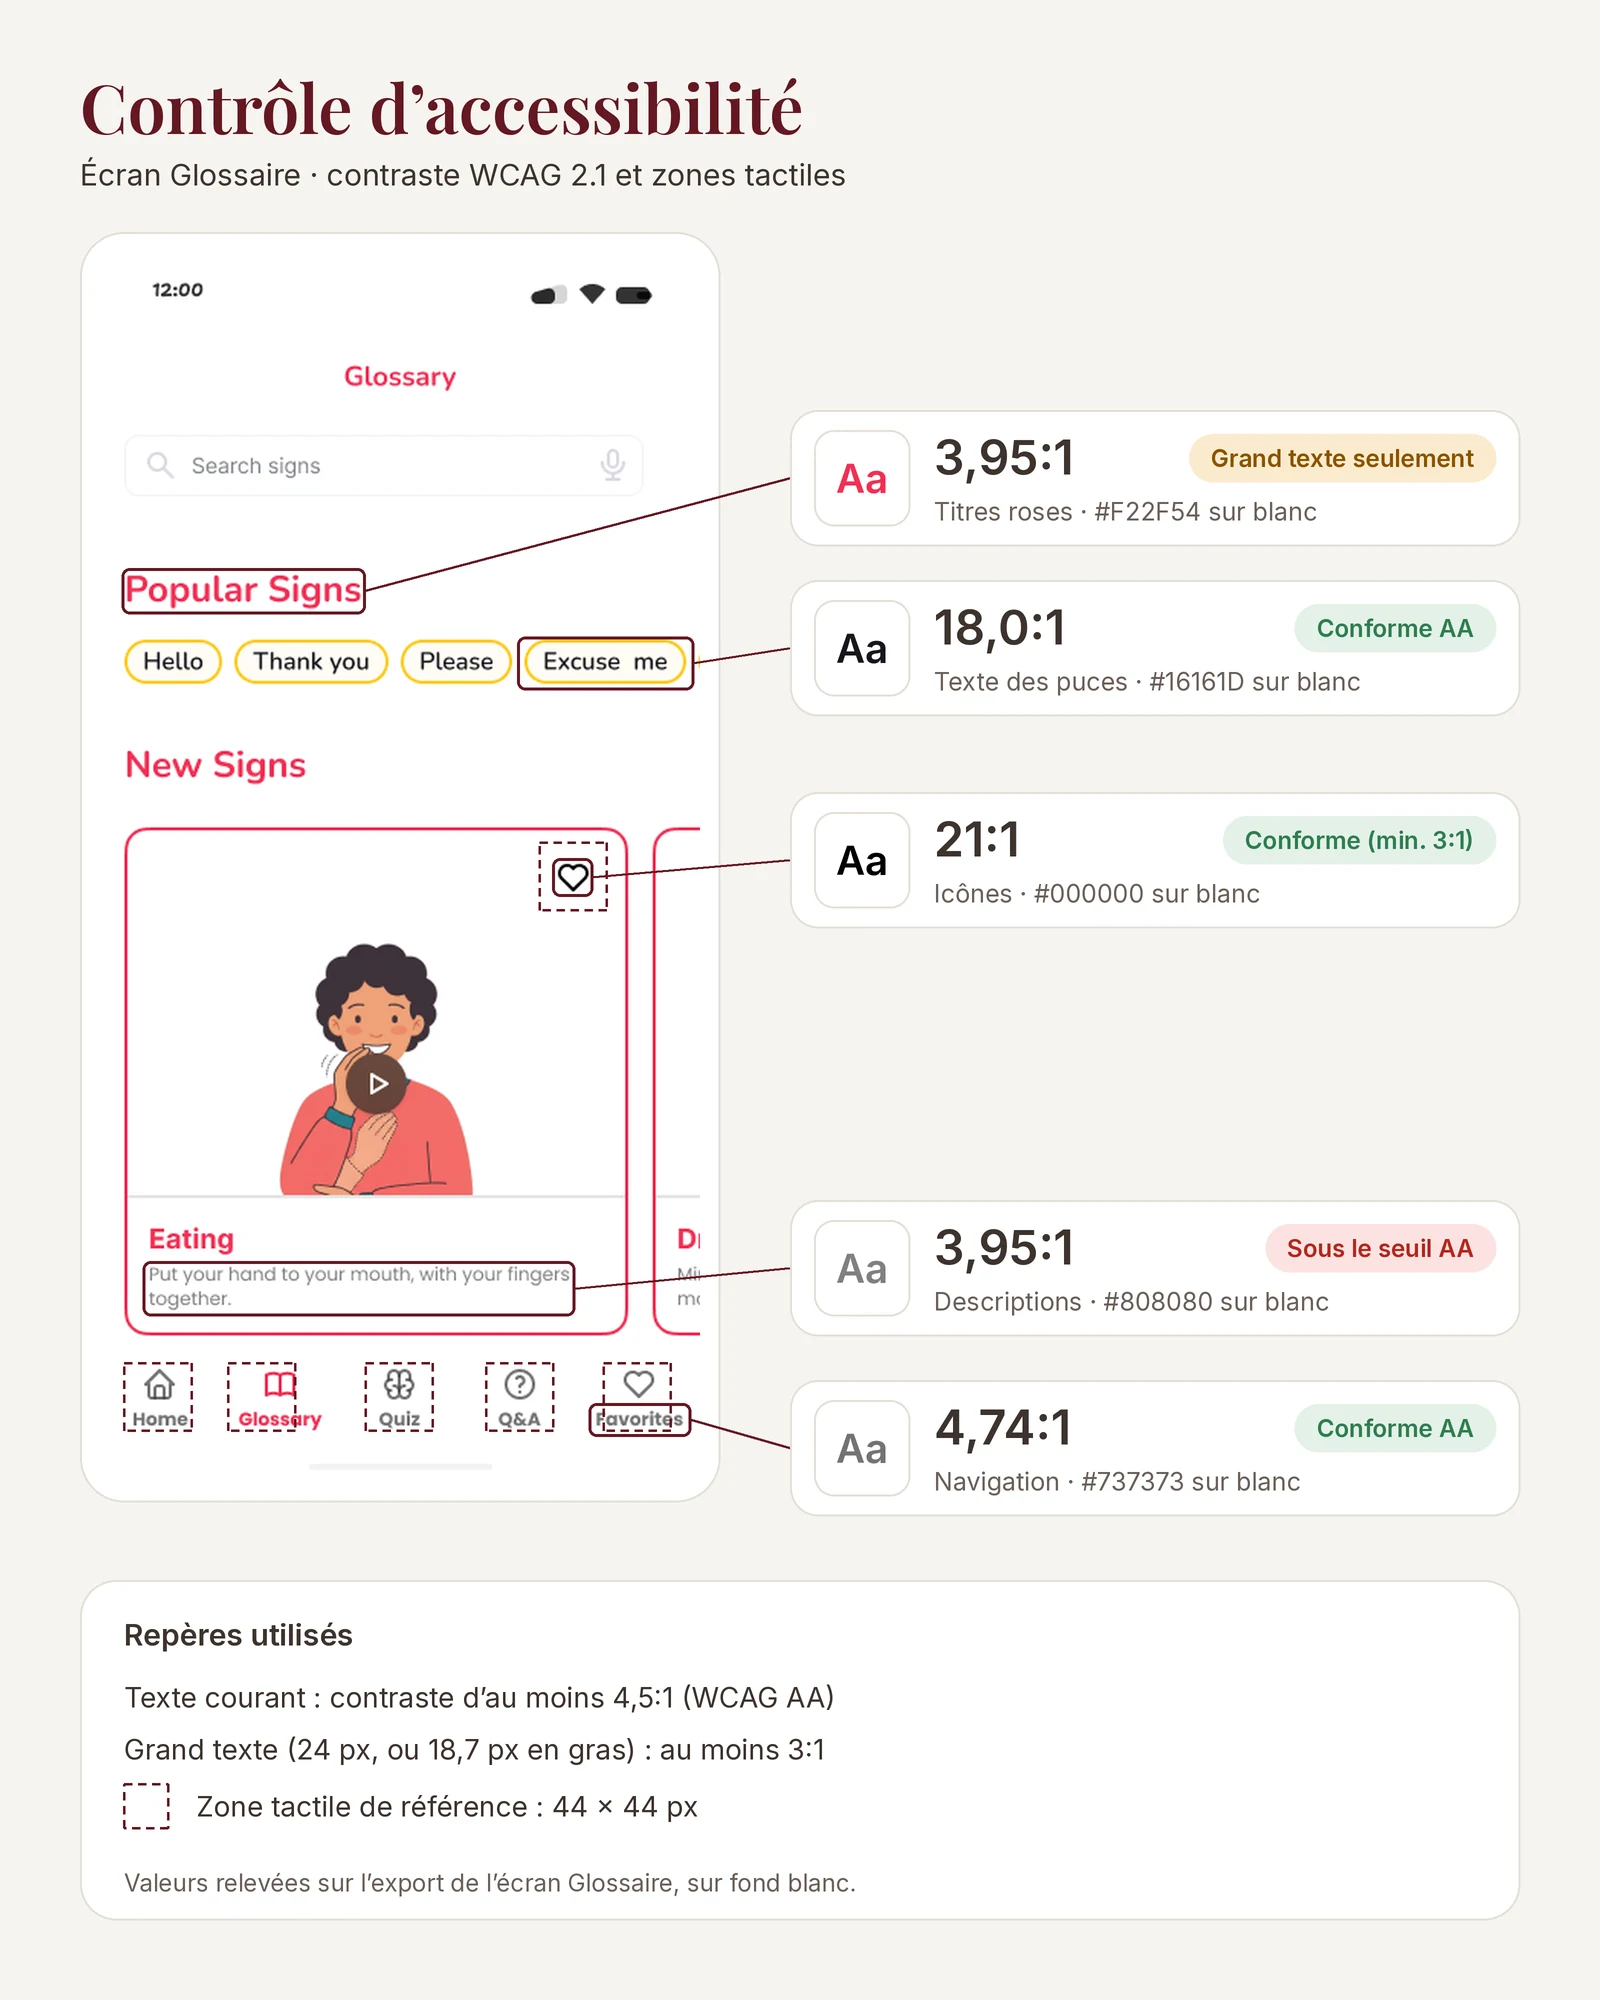 Contrôle d’accessibilité
Écran Glossaire · contraste WCAG 2.1 et zones tactiles
12:00
Glossary
Search signs
Popular Signs
Hello
Thank you
Please
Excuse me
New Signs
Eating
Put your hand to your mouth, with your fingers
together.
Home
Glossary
Quiz
Q&A
Favorites
Aa
3,95:1
Grand texte seulement
Titres roses · #F22F54 sur blanc
Aa
18,0:1
Conforme AA
Texte des puces · #16161D sur blanc
Aa
21:1
Conforme (min. 3:1)
Icônes · #000000 sur blanc
Aa
3,95:1
Sous le seuil AA
Descriptions · #808080 sur blanc
Aa
4,74:1
Conforme AA
Navigation · #737373 sur blanc
Repères utilisés
Texte courant : contraste d’au moins 4,5:1 (WCAG AA)
Grand texte (24 px, ou 18,7 px en gras) : au moins 3:1
Zone tactile de référence : 44 × 44 px
Valeurs relevées sur l’export de l’écran Glossaire, sur fond blanc.